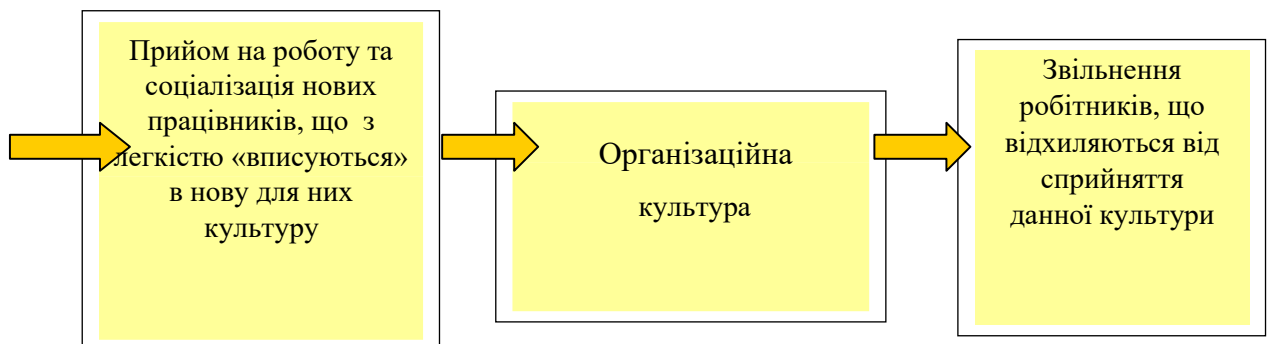 Прийом на роботу та
соціалізація нових
працівників, що з
легкістю «вписуються»
в нову для них
культуру
Організаційна
культура
Звільнення
робітників, що
відхиляються від
сприйняття
данної культури